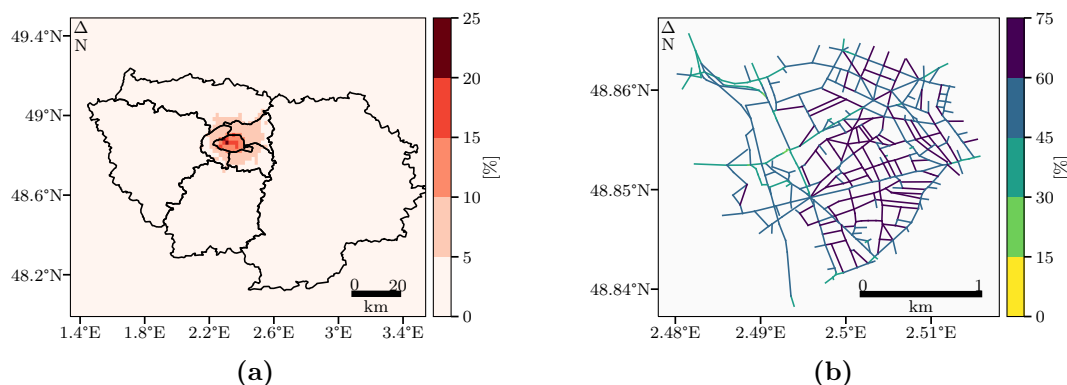 Δ
N
49.4°N
49°N
48.6°N
48.2°N
1.4°E 1.8°E 2.2°E 2.6°E 3°E 3.4°E
0 20
km
25
20
15
10
5
0
[%]
(a)
Δ
N
48.86°N
48.85°N
48.84°N
2.48°E 2.49°E 2.5°E 2.51°E
0 1
km
75
60
45
30
15
0
[%]
(b)